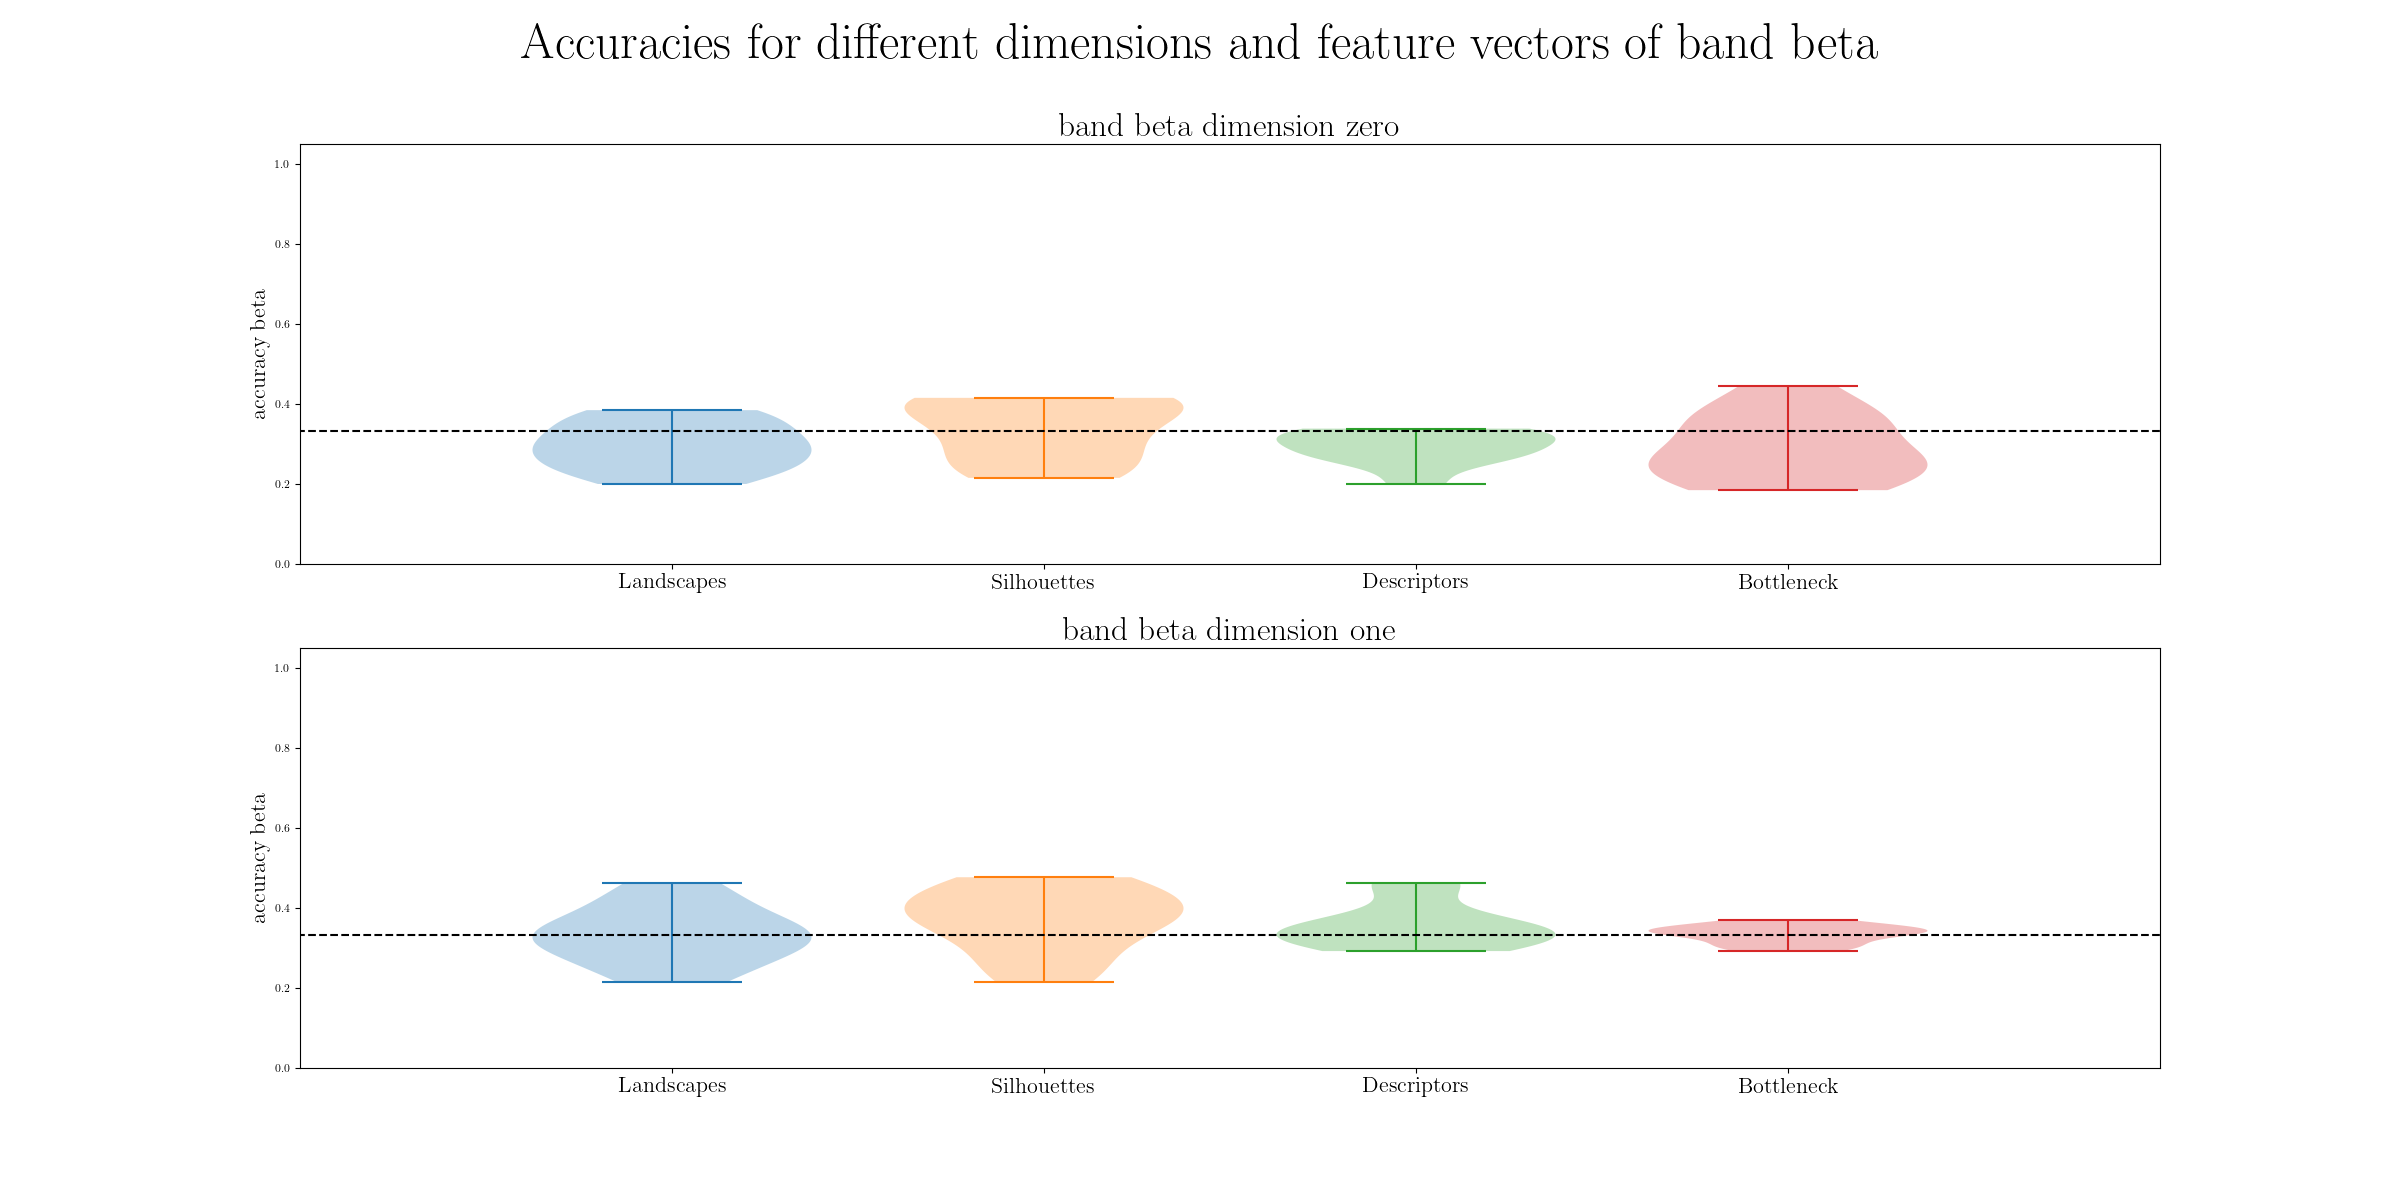 Accuracies for different dimensions and feature vectors of band beta
band beta dimension zero
1.0
0.8
0.6
0.4
0.2
0.0
accuracy beta
Landscapes Silhouettes Descriptors Bottleneck
band beta dimension one
1.0
0.8
0.6
0.4
0.2
0.0
accuracy beta
Landscapes Silhouettes Descriptors Bottleneck